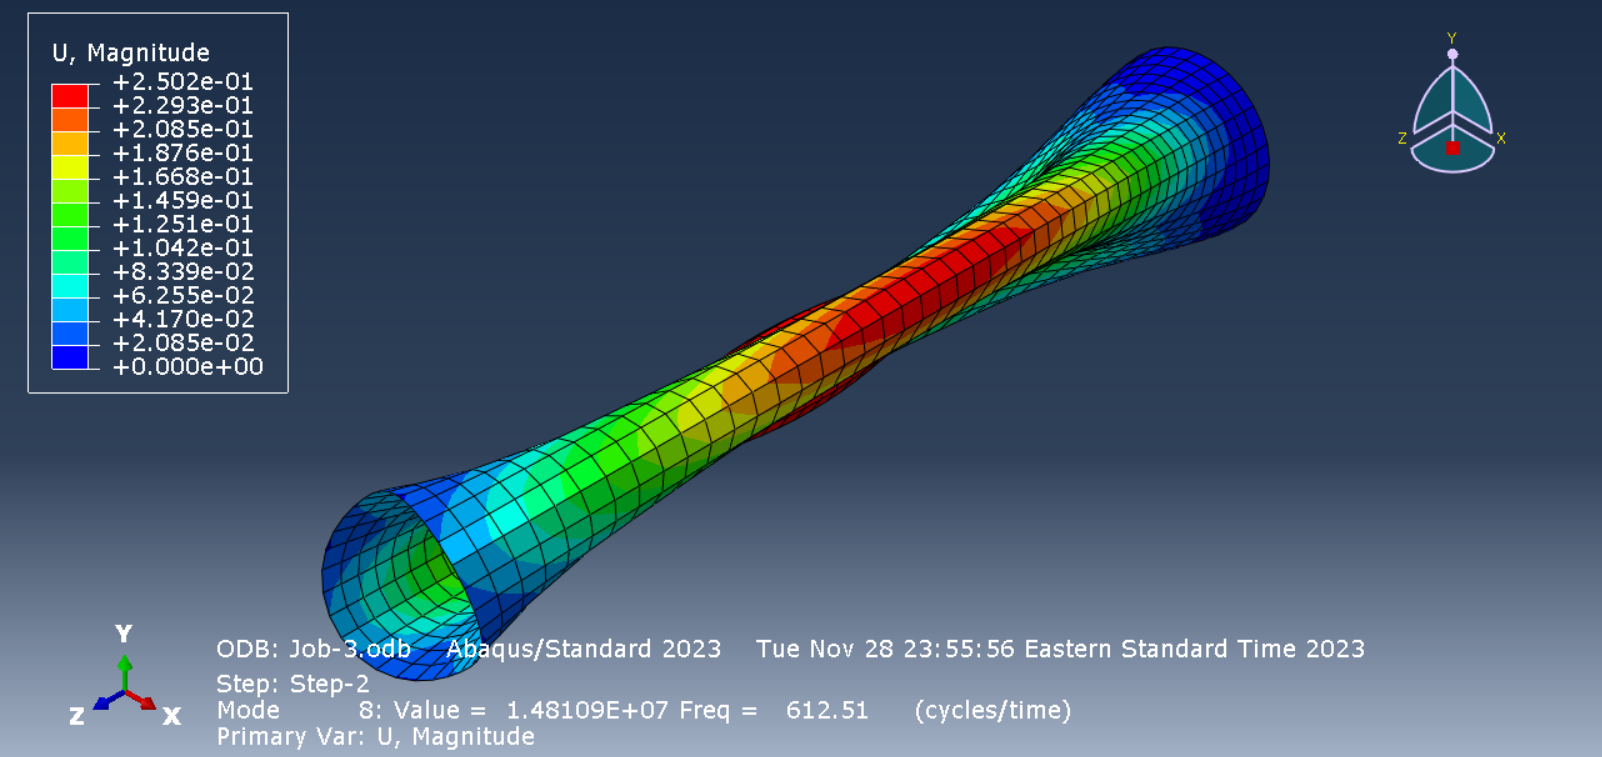 U, Magnitude
+2.502e-01
+2.293e-01
+2.085e-01
+1.876e-01
+1.668e-01
+1.459e-01
+1.251e-01
+1.042e-01
+8.339e-02
+6.255e-02
+4.170e-02
+2.085e-02
+0.000e+00
Y
Z X
Y
Z X
ODB: Job-3.odb Abaqus/Standard 2023 Tue Nov 28 23:55:56 Eastern Standard Time 2023
Step: Step-2
Mode 8: Value = 1.48109E+07 Freq = 612.51 (cycles/time)
Primary Var: U, Magnitude